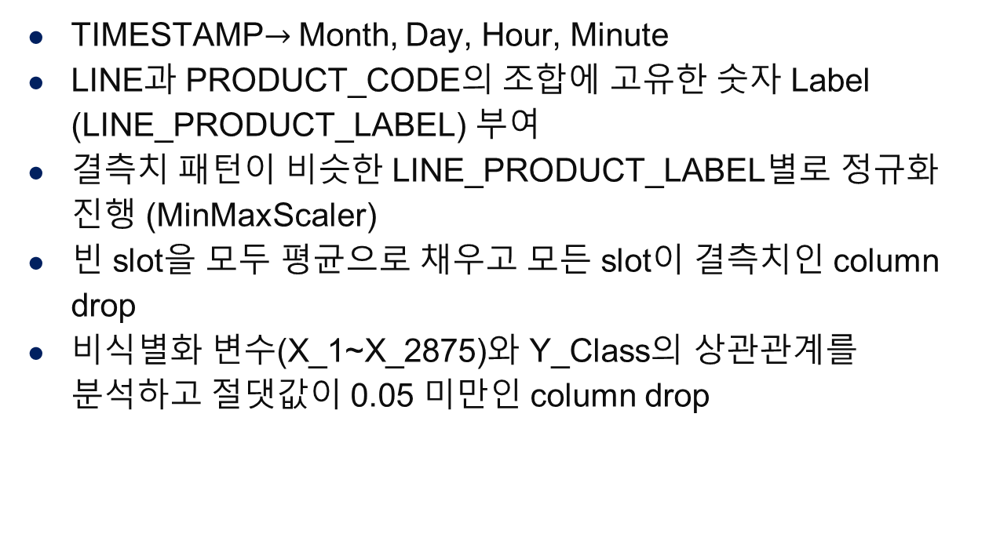 ● TIMESTAMP→ Month, Day, Hour, Minute
● LINE과 PRODUCT_CODE의 조합에 고유한 숫자 Label
(LINE_PRODUCT_LABEL) 부여
● 결측치 패턴이 비슷한 LINE_PRODUCT_LABEL별로 정규화
진행 (MinMaxScaler)
● 빈 slot을 모두 평균으로 채우고 모든 slot이 결측치인 column
drop
● 비식별화 변수(X_1~X_2875)와 Y_Class의 상관관계를
분석하고 절댓값이 0.05 미만인 column drop